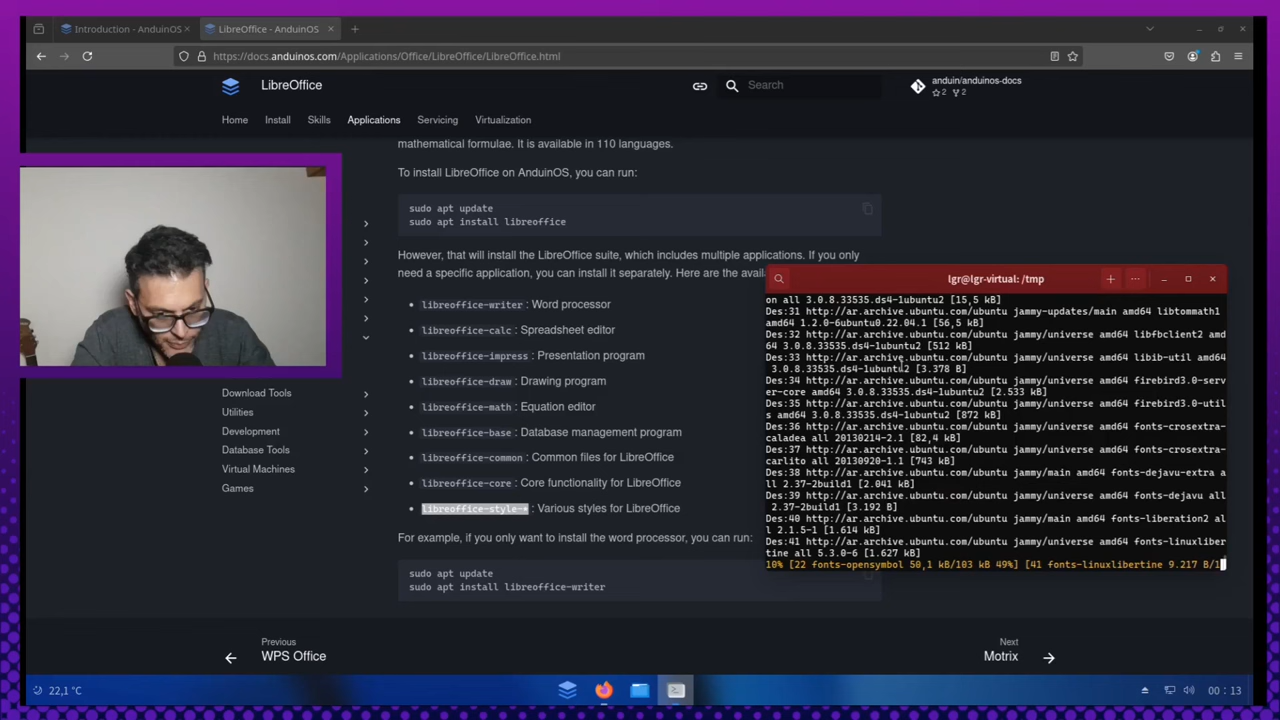 Introduction - AnduinOS
LibreOffice - AnduinOS
https://docs.anduinos.com/Applications/Office/LibreOffice/LibreOffice.html
LibreOffice
Search
anduin/anduinos-docs
2 2
Home Install Skills Applications Servicing Virtualization
mathematical formulae. It is available in 110 languages.
To install LibreOffice on AnduinOS, you can run:
sudo apt update
sudo apt install libreoffice
However, that will install the LibreOffice suite, which includes multiple applications. If you only
need a specific application, you can install it separately. Here are the avai
libreoffice-writer : Word processor
libreoffice-calc : Spreadsheet editor
libreoffice-impress : Presentation program
libreoffice-draw : Drawing program
libreoffice-math : Equation editor
libreoffice-base : Database management program
libreoffice-common : Common files for LibreOffice
libreoffice-core : Core functionality for LibreOffice
libreoffice-style-* : Various styles for LibreOffice
For example, if you only want to install the word processor, you can run:
sudo apt update
sudo apt install libreoffice-writer
Download Tools
Utilities
Development
Database Tools
Virtual Machines
Games
Previous
WPS Office
Next
Motrix
lgr@lgr-virtual: /tmp
on all 3.0.8.33535.ds4-1ubuntu2 [15,5 kB]
Des:31 http://ar.archive.ubuntu.com/ubuntu jammy-updates/main amd64 libtommath1
amd64 1.2.0-6ubuntu0.22.04.1 [56,5 kB]
Des:32 http://ar.archive.ubuntu.com/ubuntu jammy/universe amd64 libfbclient2 amd
64 3.0.8.33535.ds4-1ubuntu2 [512 kB]
Des:33 http://ar.archive.ubuntu.com/ubuntu jammy/universe amd64 libib-util amd64
3.0.8.33535.ds4-1ubuntu2 [3.378 B]
Des:34 http://ar.archive.ubuntu.com/ubuntu jammy/universe amd64 firebird3.0-serv
er-core amd64 3.0.8.33535.ds4-1ubuntu2 [2.533 kB]
Des:35 http://ar.archive.ubuntu.com/ubuntu jammy/universe amd64 firebird3.0-util
s amd64 3.0.8.33535.ds4-1ubuntu2 [872 kB]
Des:36 http://ar.archive.ubuntu.com/ubuntu jammy/universe amd64 fonts-crosextra-
caladea all 20130214-2.1 [82,4 kB]
Des:37 http://ar.archive.ubuntu.com/ubuntu jammy/universe amd64 fonts-crosextra-
carlito all 20130920-1.1 [743 kB]
Des:38 http://ar.archive.ubuntu.com/ubuntu jammy/main amd64 fonts-dejavu-extra a
ll 2.37-2build1 [2.041 kB]
Des:39 http://ar.archive.ubuntu.com/ubuntu jammy/universe amd64 fonts-dejavu all
2.37-2build1 [3.192 B]
Des:40 http://ar.archive.ubuntu.com/ubuntu jammy/main amd64 fonts-liberation2 al
l 2.1.5-1 [1.614 kB]
Des:41 http://ar.archive.ubuntu.com/ubuntu jammy/universe amd64 fonts-linuxliber
tine all 5.3.0-6 [1.627 kB]
10% [22 fonts-opensymbol 50,1 kB/103 kB 49%] [41 fonts-linuxlibertine 9.217 B/1
22,1 °C
00 : 13